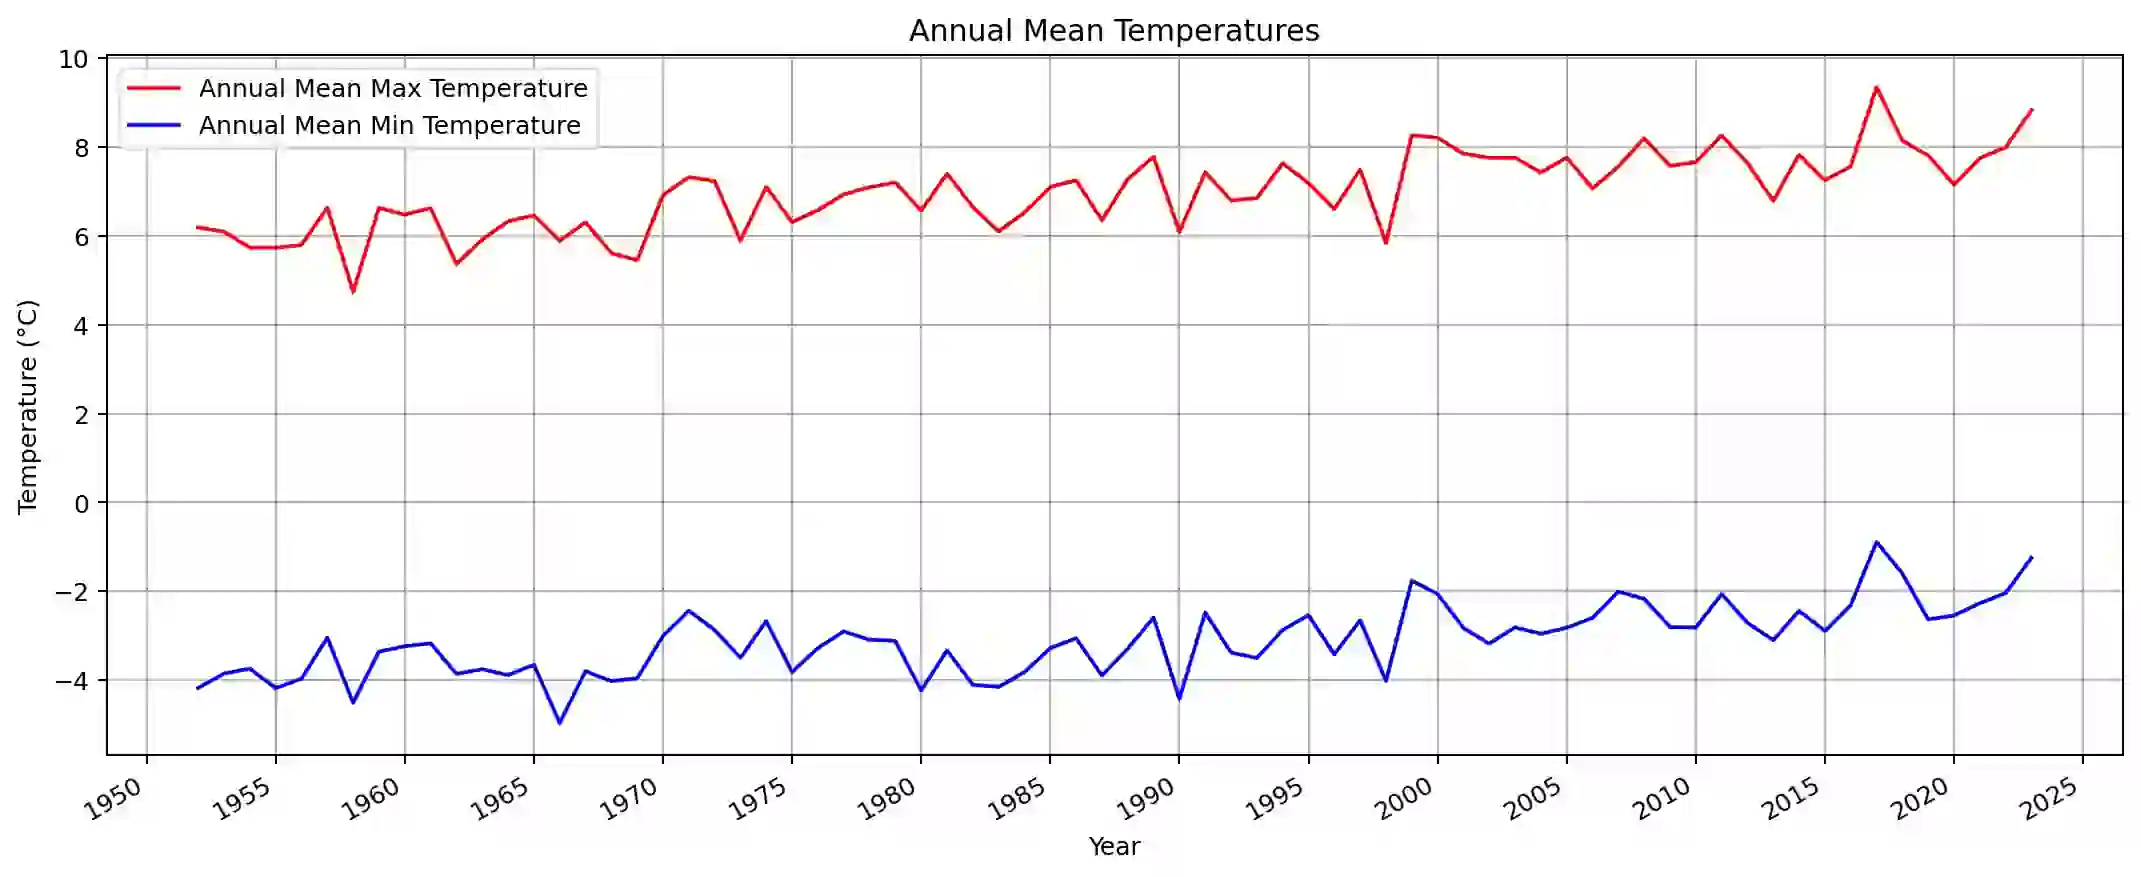 Annual Mean Temperatures
Annual Mean Max Temperature
Annual Mean Min Temperature
Temperature (°C)
10
8
6
4
2
0
−2
−4
1950 1955 1960 1965 1970 1975 1980 1985 1990 1995 2000 2005 2010 2015 2020 2025
Year